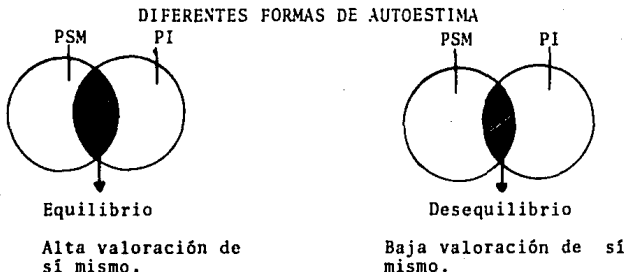 DIFERENTES FORMAS DE AUTOESTIMA
PSM PI
PSM PI
Equilibrio
Desequilibrio
Alta valoración de
sí mismo.
Baja valoración de sí
mismo.